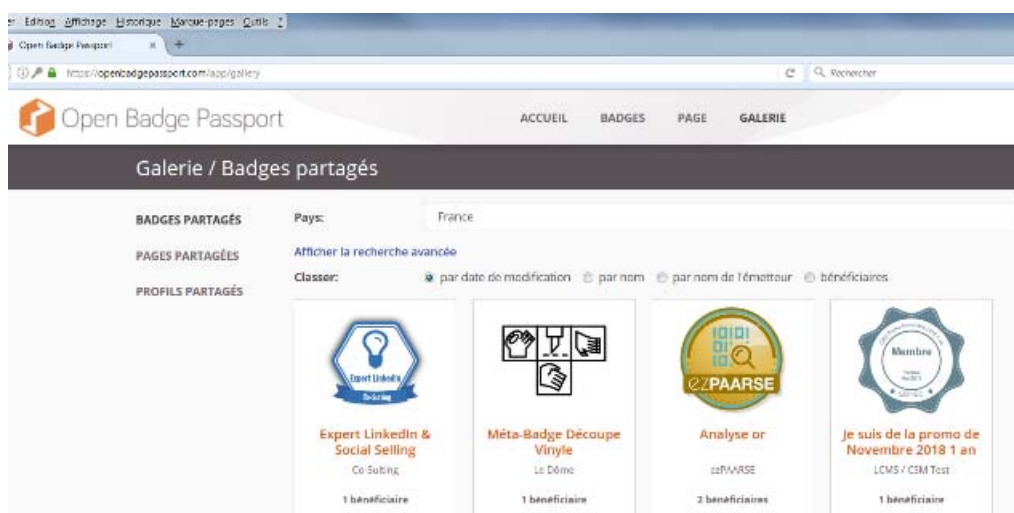 Edition Affichage Historique Marque-pages Outils ?
Open Badge Passport × +
https://openbadgepassport.com/app/gallery Rechercher
Open Badge Passport ACCUEIL BADGES PAGE GALERIE
Galerie / Badges partagés
BADGES PARTAGÉS Pays: France
PAGES PARTAGÉES Afficher la recherche avancée
Classer: par date de modification par nom par nom de l'émetteur bénéficiaires
PROFILS PARTAGÉS
Expert LinkedIn
Co-Sulting
IOIOI
ezPAARSE
Membre
Expert LinkedIn & Méta-Badge Découpe Analyse or Je suis de la promo de
Social Selling Vinyle Novembre 2018 1 an
Co-Sulting Le Dôme ezPAARSE LCMS / CSM Test
1 bénéficiaire 1 bénéficiaire 2 bénéficiaires 1 bénéficiaire